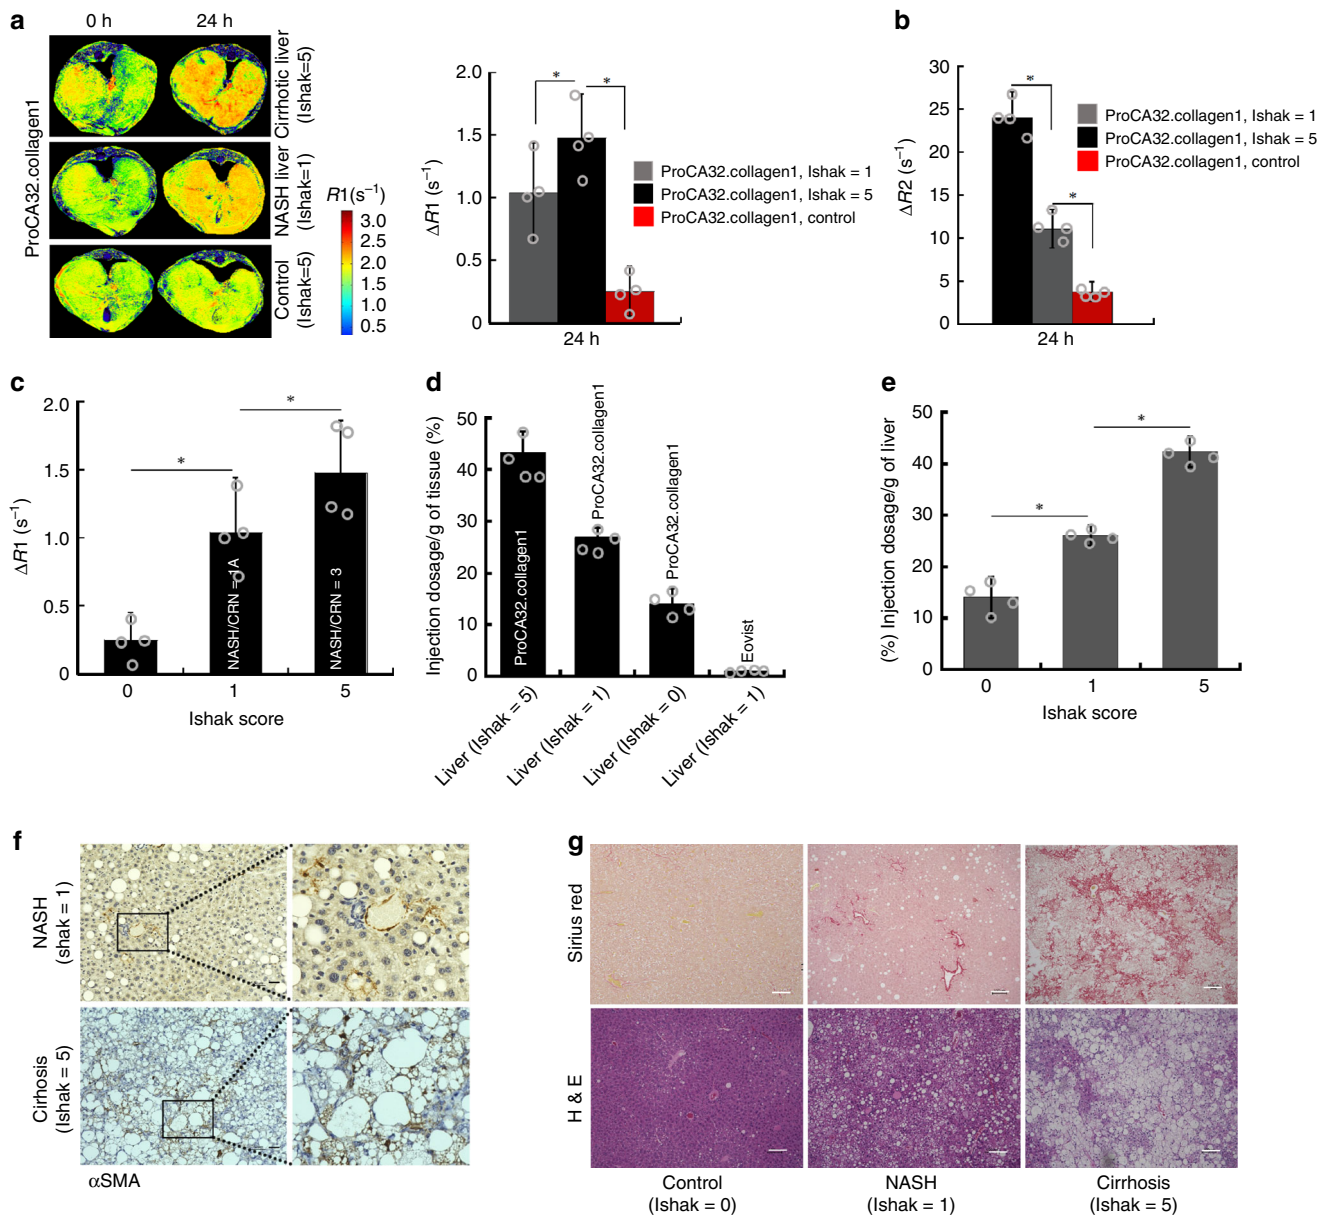 a
0 h
24 h
ProCA32.collagen1
Cirrhotic liver
(Ishak=5)
NASH liver
(Ishak=1)
Control
(Ishak=5)
R1(s⁻¹)
3.0
2.5
2.0
1.5
1.0
0.5
ΔR1 (s⁻¹)
2.0
1.5
1.0
0.5
0
*
*
24 h
ProCA32.collagen1, Ishak = 1
ProCA32.collagen1, Ishak = 5
ProCA32.collagen1, control
b
ΔR2 (s⁻¹)
30
25
20
15
10
5
0
*
*
24 h
ProCA32.collagen1, Ishak = 1
ProCA32.collagen1, Ishak = 5
ProCA32.collagen1, control
c
ΔR1 (s⁻¹)
2.0
1.5
1.0
0.5
0
*
*
NASH/CRN = 1A
NASH/CRN = 3
0
1
5
Ishak score
d
Injection dosage/g of tissue (%)
50
40
30
20
10
0
ProCA32.collagen1
ProCA32.collagen1
ProCA32.collagen1
Eovist
Liver (Ishak = 5)
Liver (Ishak = 1)
Liver (Ishak = 0)
Liver (Ishak = 1)
e
(%) Injection dosage/g of liver
50
40
30
20
10
0
*
*
0
1
5
Ishak score
f
NASH
(shak = 1)
Cirhosis
(Ishak = 5)
αSMA
g
Sirius red
H & E
Control
(Ishak = 0)
NASH
(Ishak = 1)
Cirrhosis
(Ishak = 5)